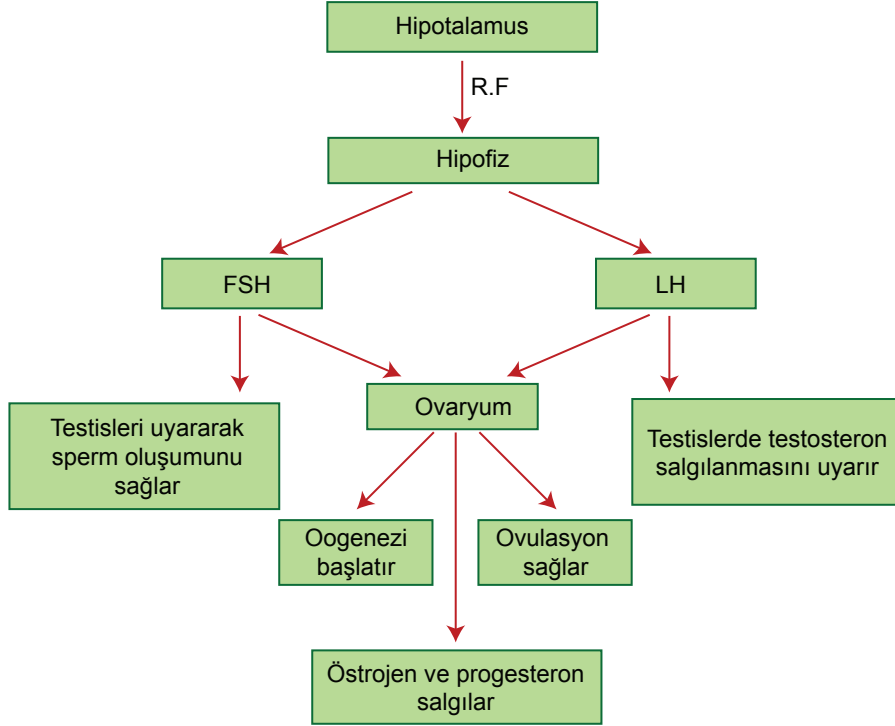 Hipotalamus
R.F
Hipofiz
FSH
LH
Ovaryum
Testisleri uyararak
sperm oluşumunu
sağlar
Testislerde testosteron
salgılanmasını uyarır
Oogenezi
başlatır
Ovulasyon
sağlar
Östrojen ve progesteron
salgılar